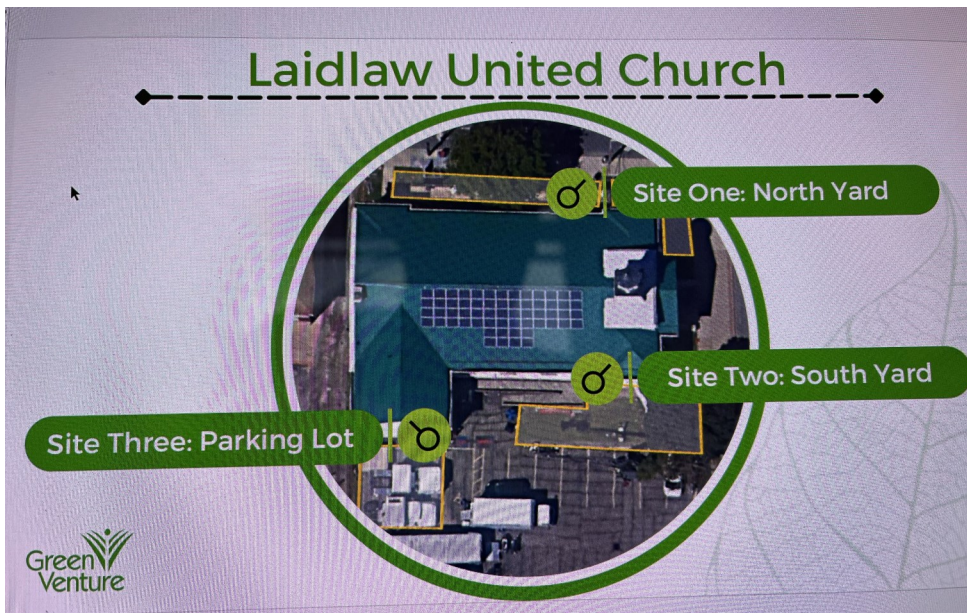 Laidlaw United Church
Site One: North Yard
Site Two: South Yard
Site Three: Parking Lot
Green
Venture